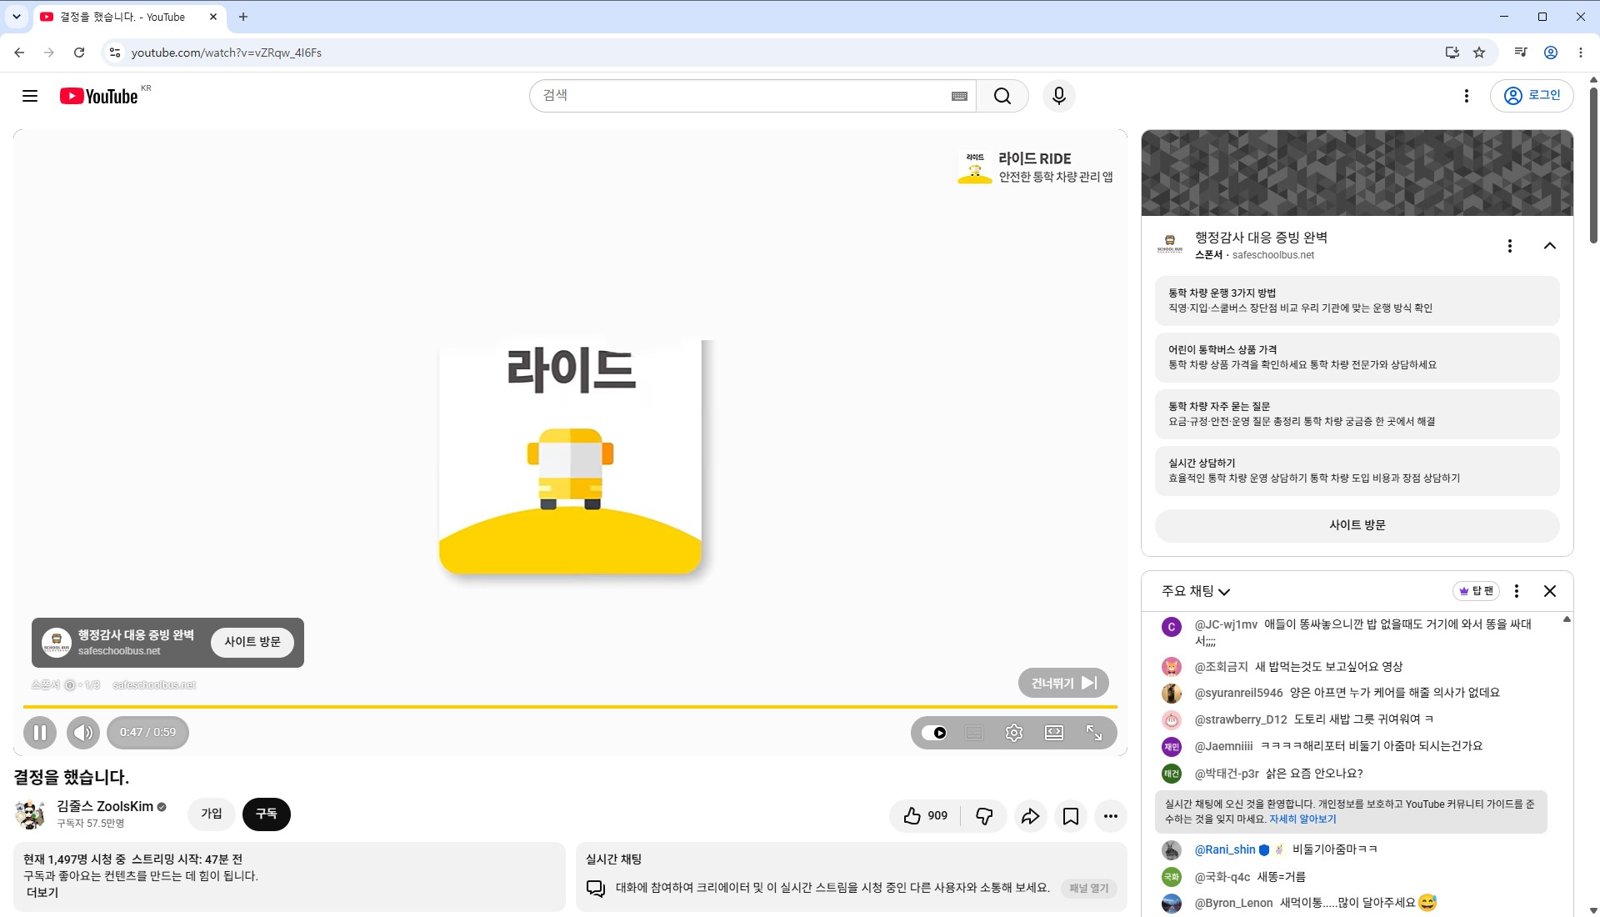 결정을 했습니다. - YouTube
youtube.com/watch?v=vZRqw_4I6Fs
YouTube KR
검색
로그인
라이드
라이드 RIDE
안전한 통학 차량 관리 앱
라이드
행정감사 대응 증빙 완벽
safeschoolbus.net
사이트 방문
스폰서 · 1/3 safeschoolbus.net
건너뛰기
0:47 / 0:59
결정을 했습니다.
김줄스 ZoolsKim
구독자 57.5만명
가입
구독
909
현재 1,497명 시청 중 스트리밍 시작: 47분 전
구독과 좋아요는 컨텐츠를 만드는 데 힘이 됩니다.
더보기
실시간 채팅
대화에 참여하여 크리에이터 및 이 실시간 스트림을 시청 중인 다른 사용자와 소통해 보세요.
패널 열기
행정감사 대응 증빙 완벽
스폰서 · safeschoolbus.net
통학 차량 운행 3가지 방법
직영·지입·스쿨버스 장단점 비교 우리 기관에 맞는 운행 방식 확인
어린이 통학버스 상품 가격
통학 차량 상품 가격을 확인하세요 통학 차량 전문가와 상담하세요
통학 차량 자주 묻는 질문
요금·규정·안전·운영 질문 총정리 통학 차량 궁금증 한 곳에서 해결
실시간 상담하기
효율적인 통학 차량 운영 상담하기 통학 차량 도입 비용과 장점 상담하기
사이트 방문
주요 채팅
탑 팬
C @JC-wj1mv 애들이 똥싸놓으니깐 밥 없을때도 거기에 와서 똥을 싸대
서;;;;
@조회금지 새 밥먹는것도 보고싶어요 영상
@syuranreil5946 양은 아프면 누가 케어를 해줄 의사가 없데요
@strawberry_D12 도토리 새밥 그릇 귀여워여 ㅋ
재민 @Jaemniiii ㅋㅋㅋㅋ해리포터 비둘기 아줌마 되시는건가요
태건 @박태건-p3r 삵은 요즘 안오나요?
실시간 채팅에 오신 것을 환영합니다. 개인정보를 보호하고 YouTube 커뮤니티 가이드를 준
수하는 것을 잊지 마세요. 자세히 알아보기
@Rani_shin 비둘기아줌마ㅋㅋ
국화 @국화-q4c 새똥=거름
@Byron_Lenon 새먹이통.....많이 달아주세요